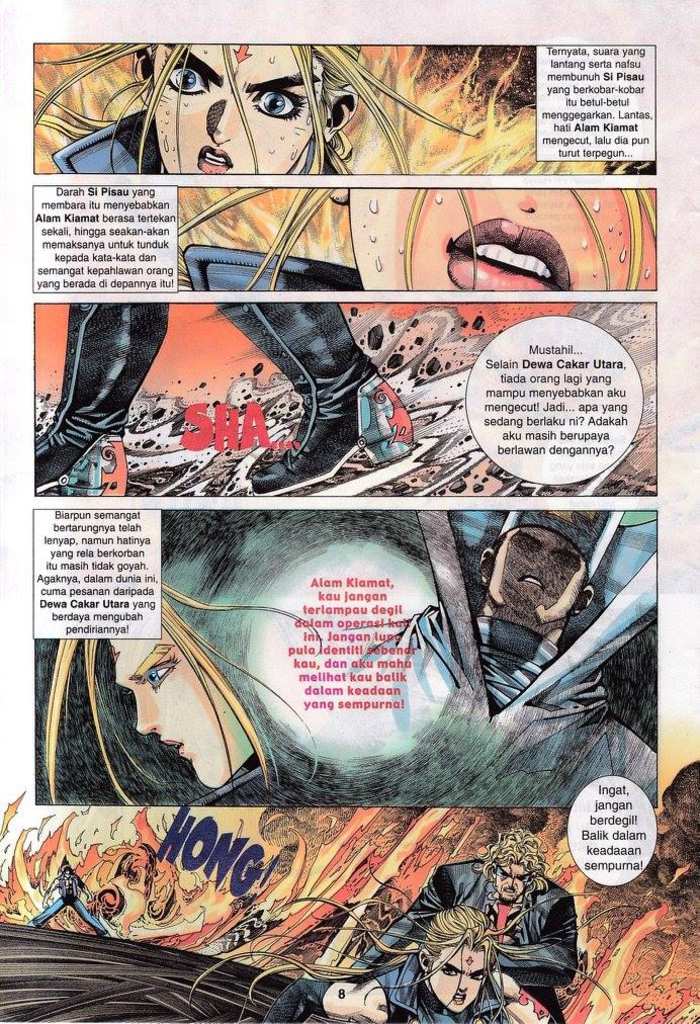 Ternyata, suara yang
lantang serta nafsu
membunuh Si Pisau
yang berkobar-kobar
itu betul-betul
menggegarkan. Lantas,
hati Alam Kiamat
mengecut, lalu dia pun
turut terpegun...
Darah Si Pisau yang
membara itu menyebabkan
Alam Kiamat berasa tertekan
sekali, hingga seakan-akan
memaksanya untuk tunduk
kepada kata-kata dan
semangat kepahlawan orang
yang berada di depannya itu!
SHA...
Mustahil...
Selain Dewa Cakar Utara,
tiada orang lagi yang
mampu menyebabkan aku
mengecut! Jadi... apa yang
sedang berlaku ni? Adakah
aku masih berupaya
berlawan dengannya?
Biarpun semangat
bertarungnya telah
lenyap, namun hatinya
yang rela berkorban
itu masih tidak goyah.
Agaknya, dalam dunia ini,
cuma pesanan daripada
Dewa Cakar Utara yang
berdaya mengubah
pendiriannya!
Alam Kiamat,
kau jangan
terlampau degil
dalam operasi kali
ini. Jangan lupa
pula identiti sebenar
kau, dan aku mahu
melihat kau balik
dalam keadaan
yang sempurna!
Ingat,
jangan
berdegil!
Balik dalam
keadaaan
sempurna!
HONG!
8